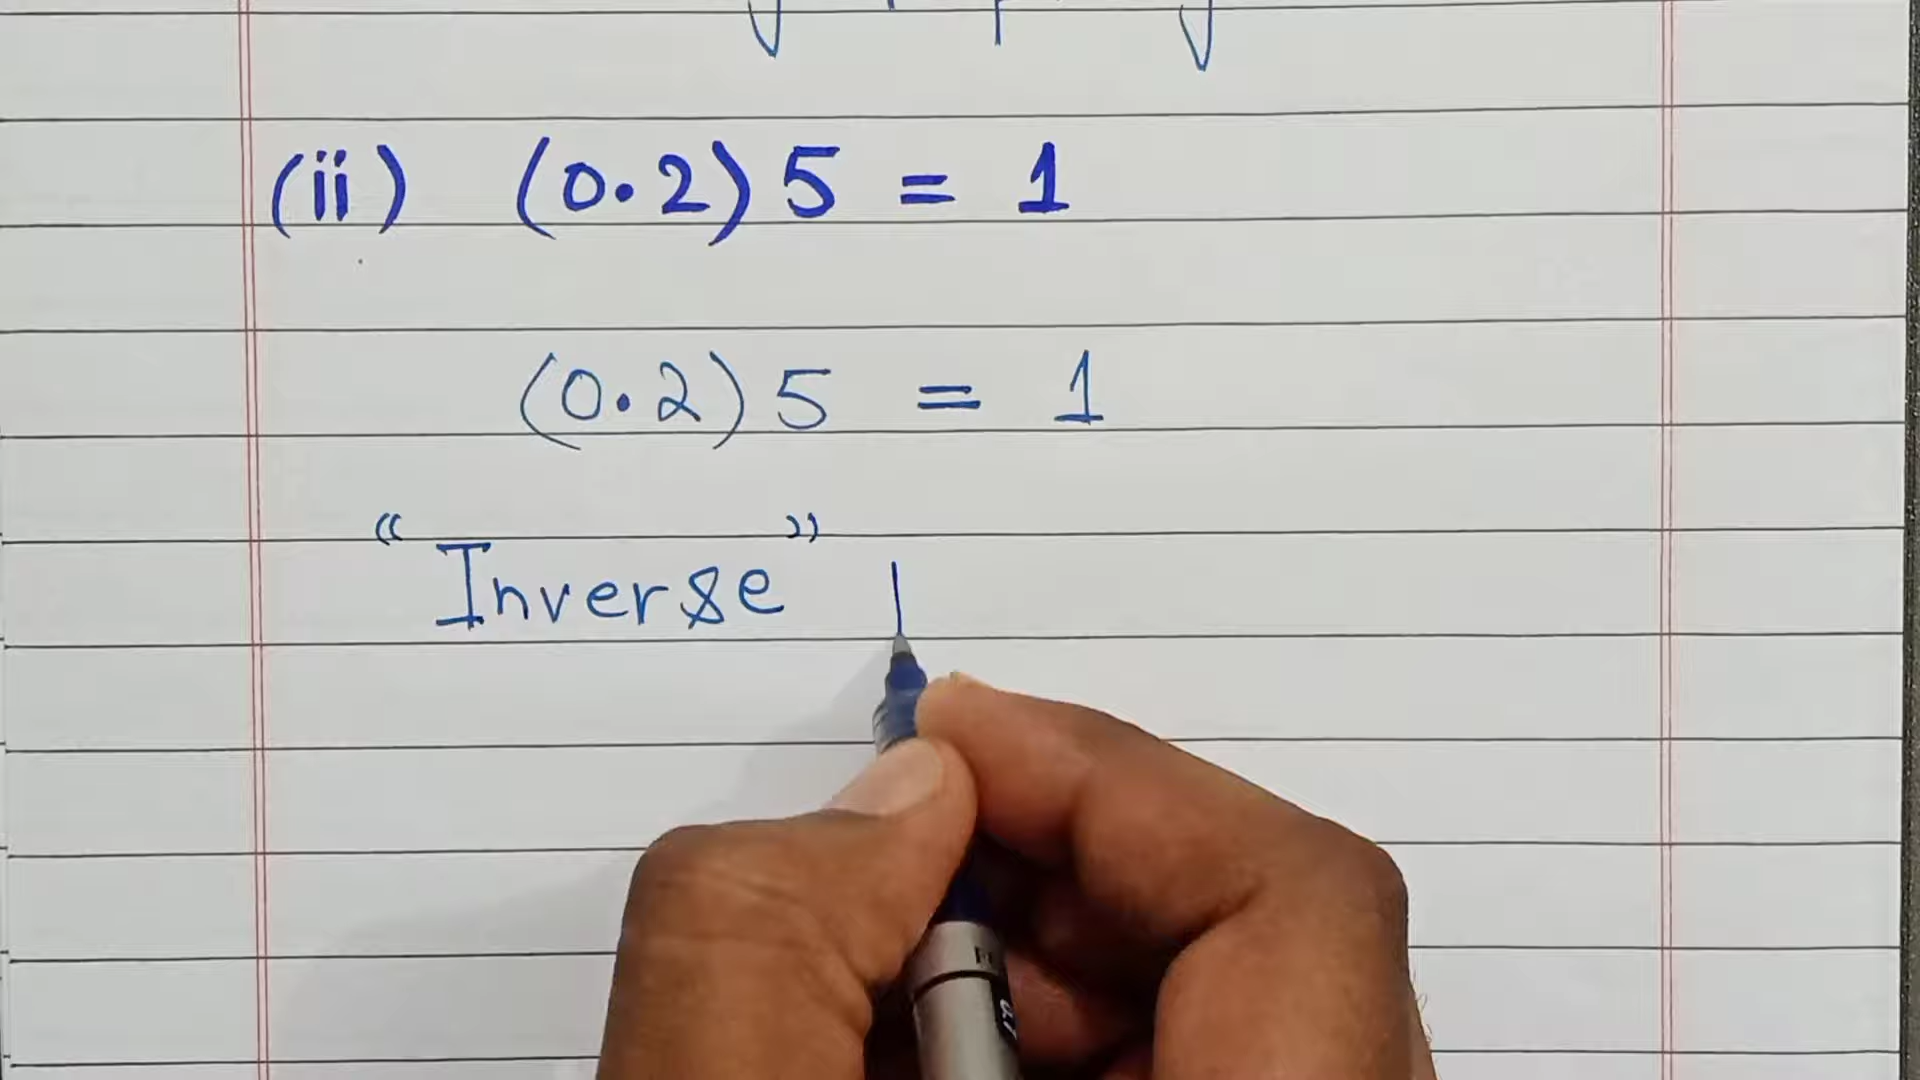 (ii) (0.2) 5 = 1
(0.2) 5 = 1
“ Inverse ”